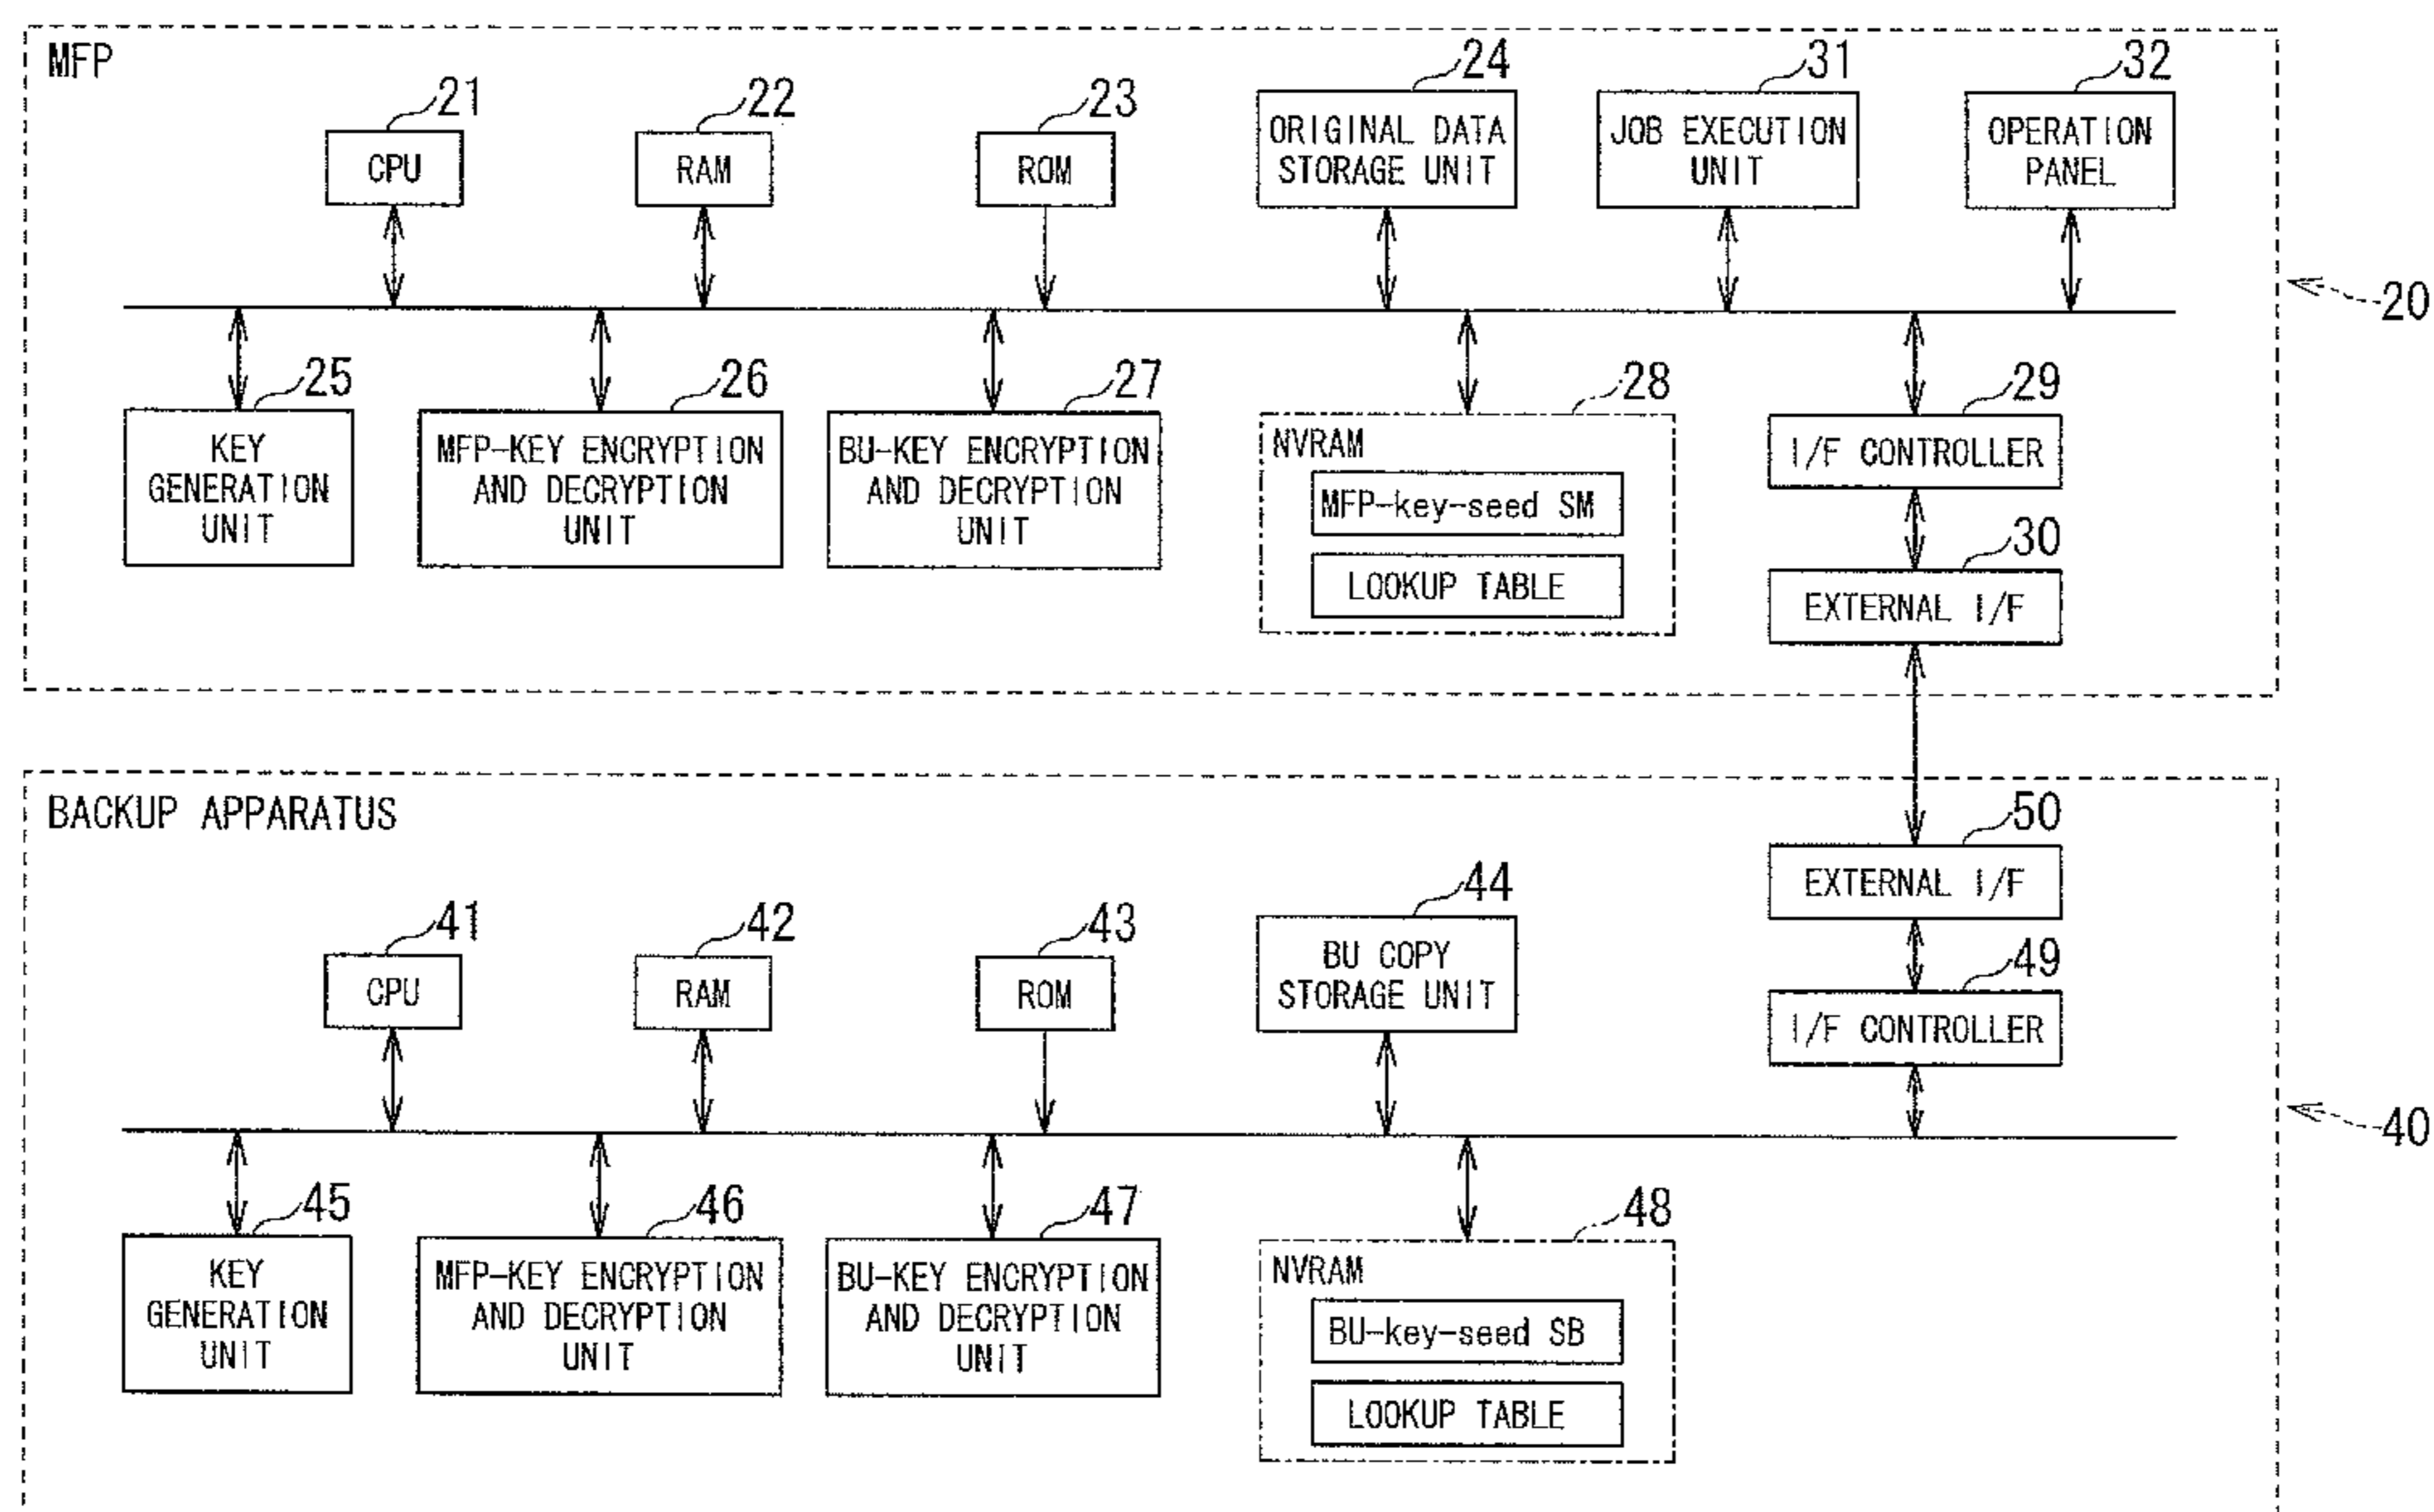 MFP
21
22
23
24
31
32
CPU
RAM
ROM
ORIGINAL DATA
STORAGE UNIT
JOB EXECUTION
UNIT
OPERATION
PANEL
20
25
26
27
28
29
KEY
GENERATION
UNIT
MFP-KEY ENCRYPTION
AND DECRYPTION
UNIT
BU-KEY ENCRYPTION
AND DECRYPTION
UNIT
NVRAM
MFP-key-seed SM
LOOKUP TABLE
I/F CONTROLLER
30
EXTERNAL I/F
BACKUP APPARATUS
50
EXTERNAL I/F
41
42
43
44
49
CPU
RAM
ROM
BU COPY
STORAGE UNIT
I/F CONTROLLER
40
45
46
47
48
KEY
GENERATION
UNIT
MFP-KEY ENCRYPTION
AND DECRYPTION
UNIT
BU-KEY ENCRYPTION
AND DECRYPTION
UNIT
NVRAM
BU-key-seed SB
LOOKUP TABLE